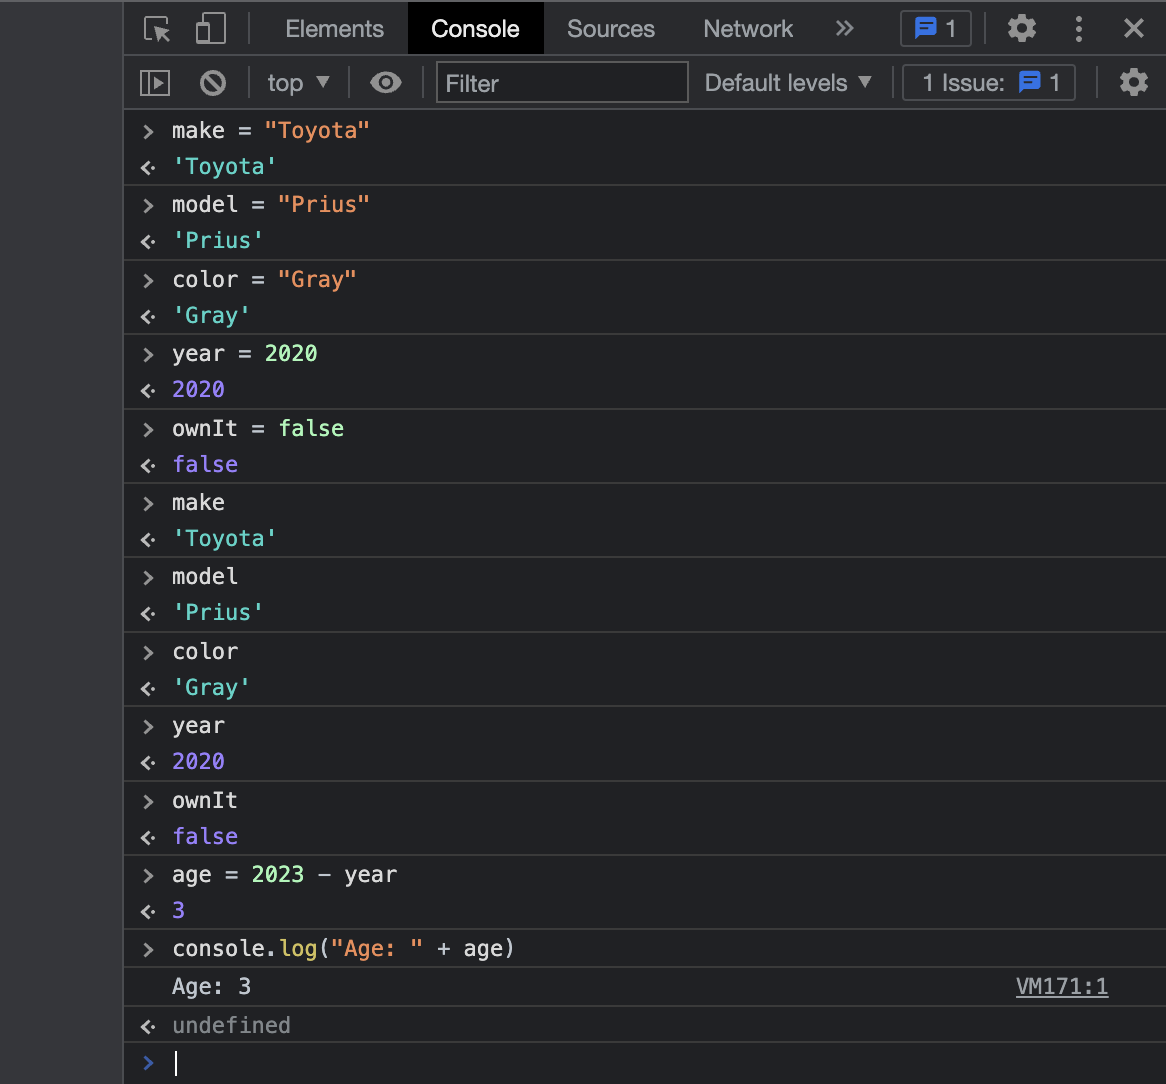 Elements Console Sources Network 1
top Filter Default levels 1 Issue: 1
make = "Toyota"
'Toyota'
model = "Prius"
'Prius'
color = "Gray"
'Gray'
year = 2020
2020
ownIt = false
false
make
'Toyota'
model
'Prius'
color
'Gray'
year
2020
ownIt
false
age = 2023 - year
3
console.log("Age: " + age)
Age: 3 VM171:1
undefined